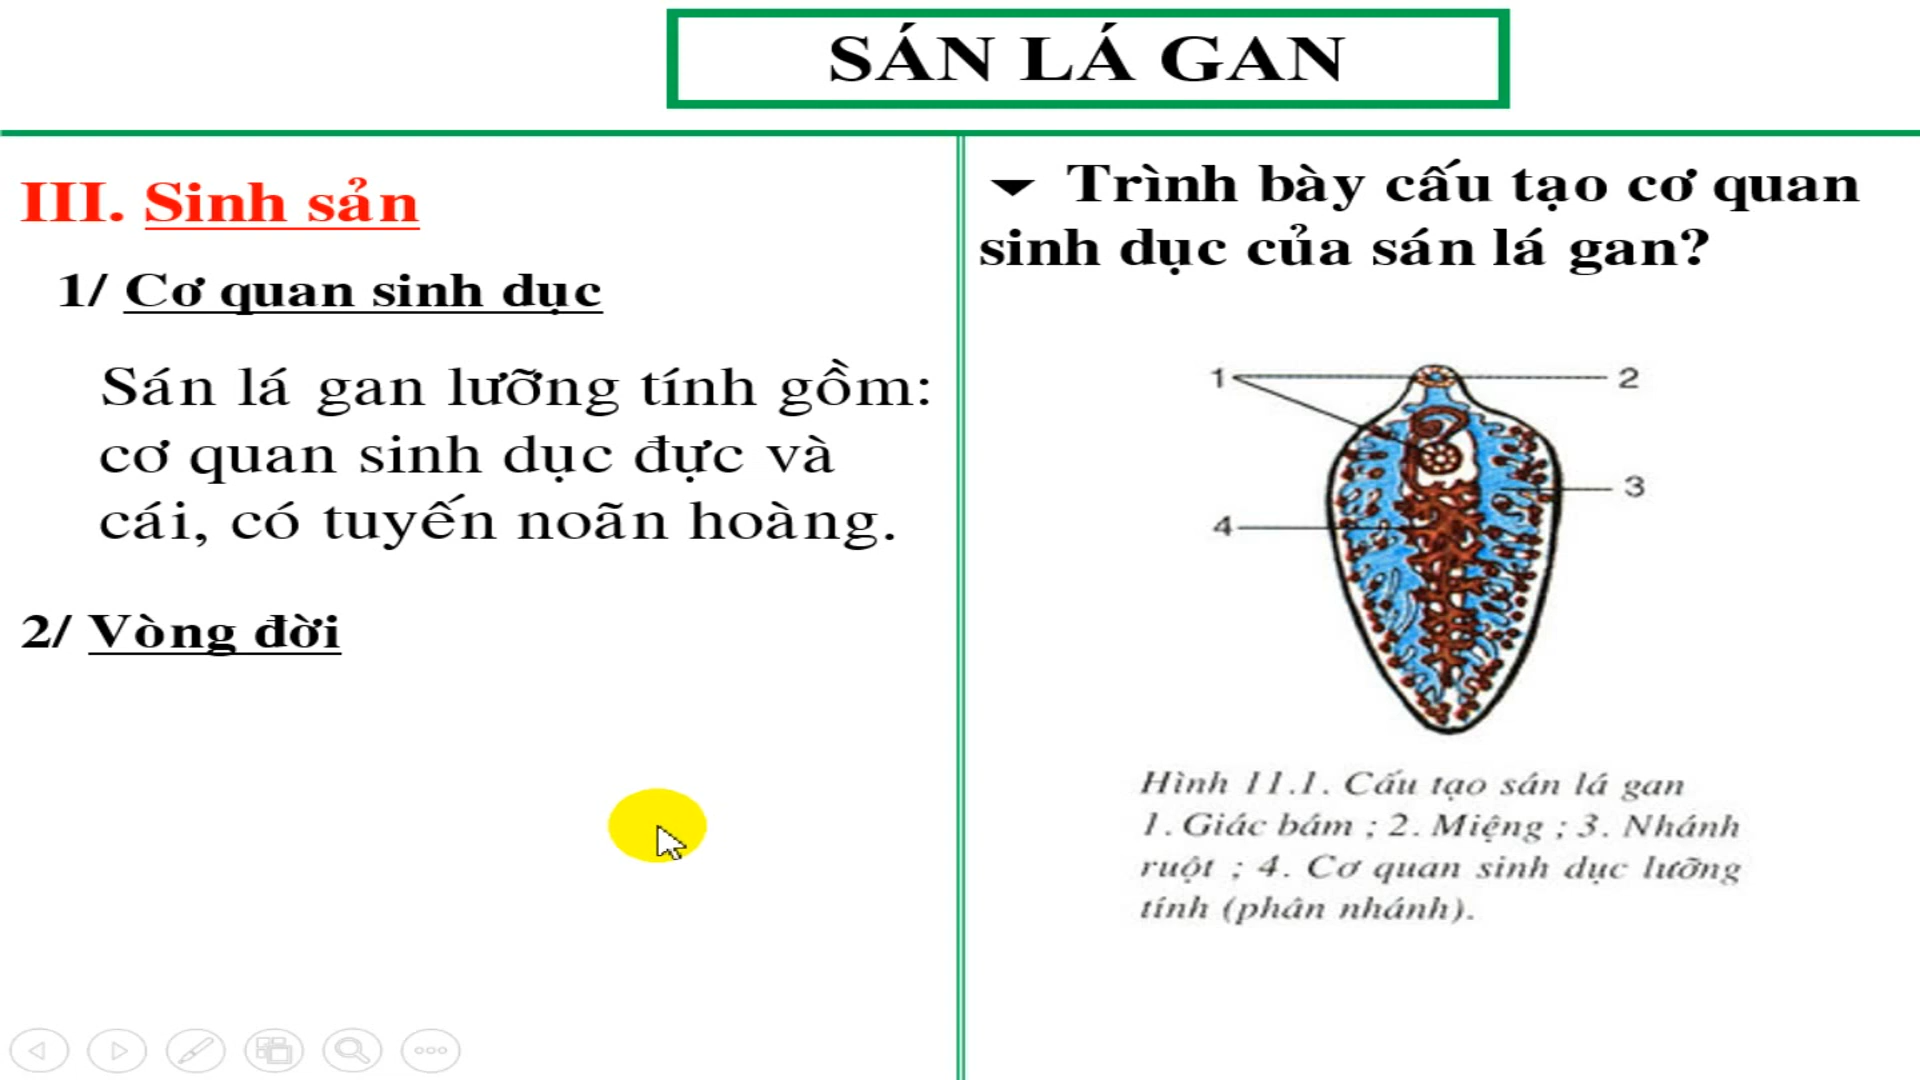 SÁN LÁ GAN
III. Sinh sản
1/ Cơ quan sinh dục
Sán lá gan lưỡng tính gồm:
cơ quan sinh dục đực và
cái, có tuyến noãn hoàng.
2/ Vòng đời
Trình bày cấu tạo cơ quan
sinh dục của sán lá gan?
1
2
3
4
Hình 11.1. Cấu tạo sán lá gan
1. Giác bám ; 2. Miệng ; 3. Nhánh
ruột ; 4. Cơ quan sinh dục lưỡng
tính (phân nhánh).